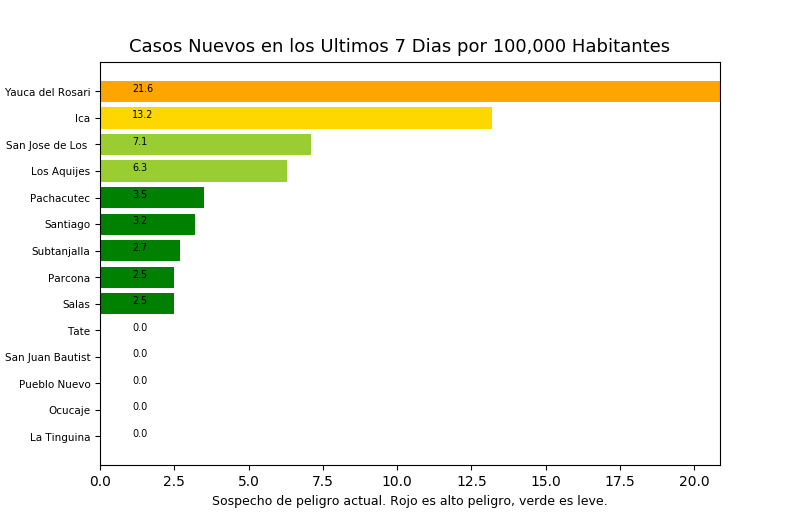 Casos Nuevos en los Ultimos 7 Dias por 100,000 Habitantes
Yauca del Rosari 21.6
Ica 13.2
San Jose de Los 7.1
Los Aquijes 6.3
Pachacutec 3.5
Santiago 3.2
Subtanjalla 2.7
Parcona 2.5
Salas 2.5
Tate 0.0
San Juan Bautist 0.0
Pueblo Nuevo 0.0
Ocucaje 0.0
La Tinguina 0.0
0.0 2.5 5.0 7.5 10.0 12.5 15.0 17.5 20.0
Sospecho de peligro actual. Rojo es alto peligro, verde es leve.